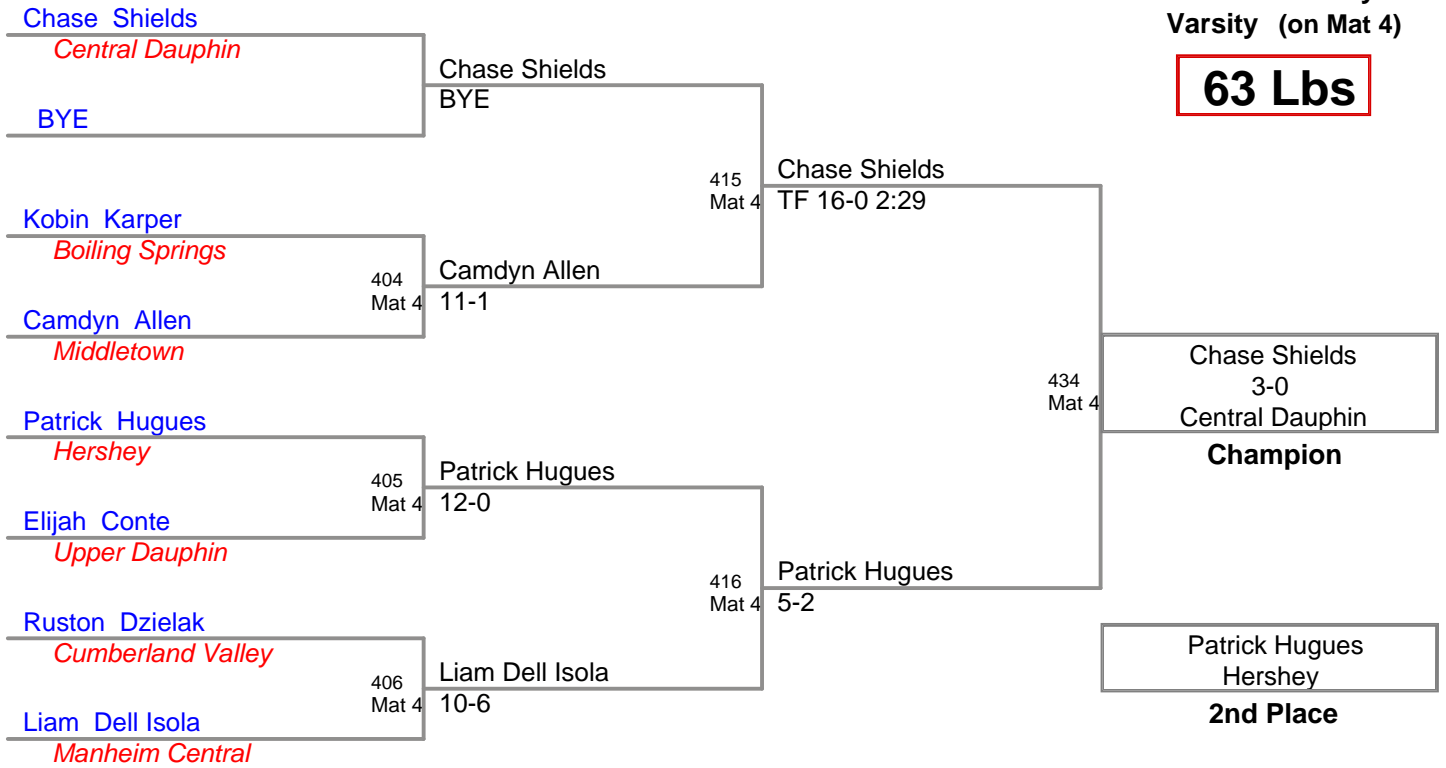 Chase Shields
Central Dauphin
BYE
Kobin Karper
Boiling Springs
Camdyn Allen
Middletown
Patrick Hugues
Hershey
Elijah Conte
Upper Dauphin
Ruston Dzielak
Cumberland Valley
Liam Dell Isola
Manheim Central
Chase Shields
BYE
404
Mat 4
Camdyn Allen
11-1
405
Mat 4
Patrick Hugues
12-0
406
Mat 4
Liam Dell Isola
10-6
415
Mat 4
Chase Shields
TF 16-0 2:29
416
Mat 4
Patrick Hugues
5-2
Varsity (on Mat 4)
63 Lbs
434
Mat 4
Chase Shields
3-0
Central Dauphin
Champion
Patrick Hugues
Hershey
2nd Place